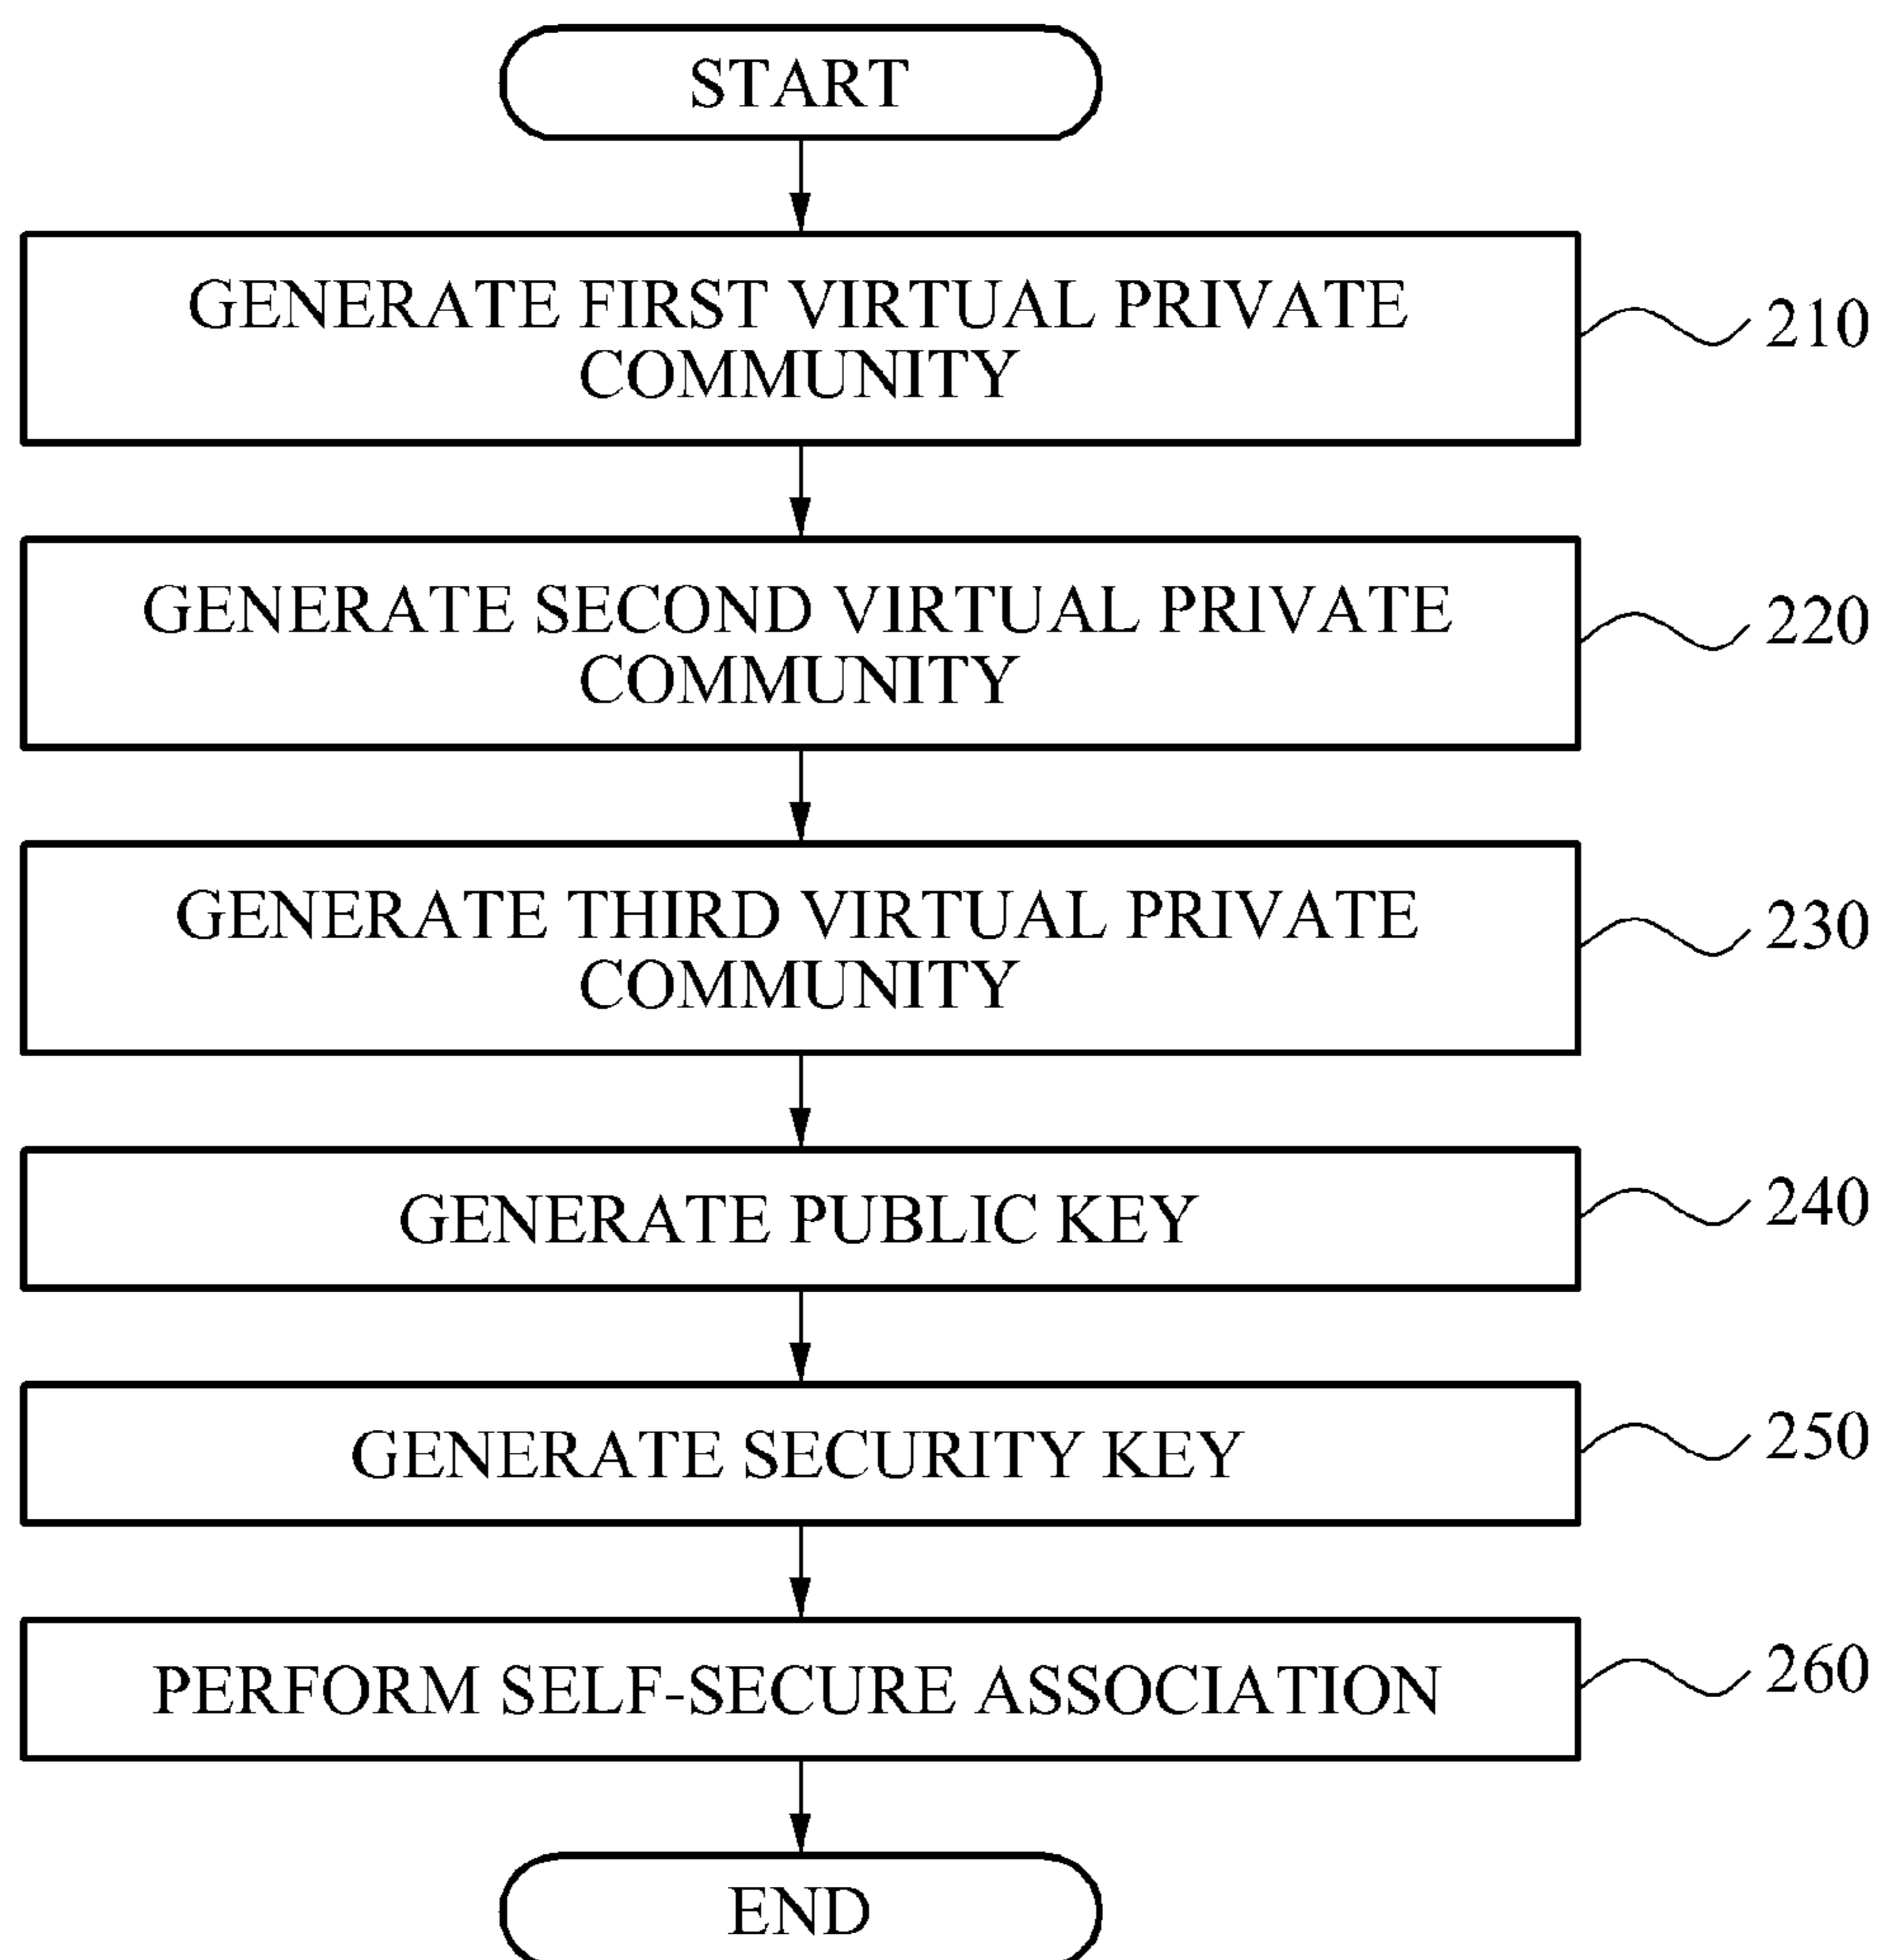 START
GENERATE FIRST VIRTUAL PRIVATE
COMMUNITY
210
GENERATE SECOND VIRTUAL PRIVATE
COMMUNITY
220
GENERATE THIRD VIRTUAL PRIVATE
COMMUNITY
230
GENERATE PUBLIC KEY
240
GENERATE SECURITY KEY
250
PERFORM SELF-SECURE ASSOCIATION
260
END